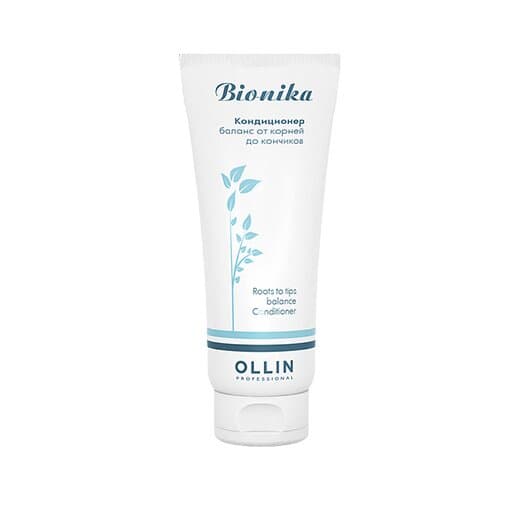 Bionika
Кондиционер
баланс от корней
до кончиков
Roots to tips
balance
Conditioner
OLLIN
PROFESSIONAL